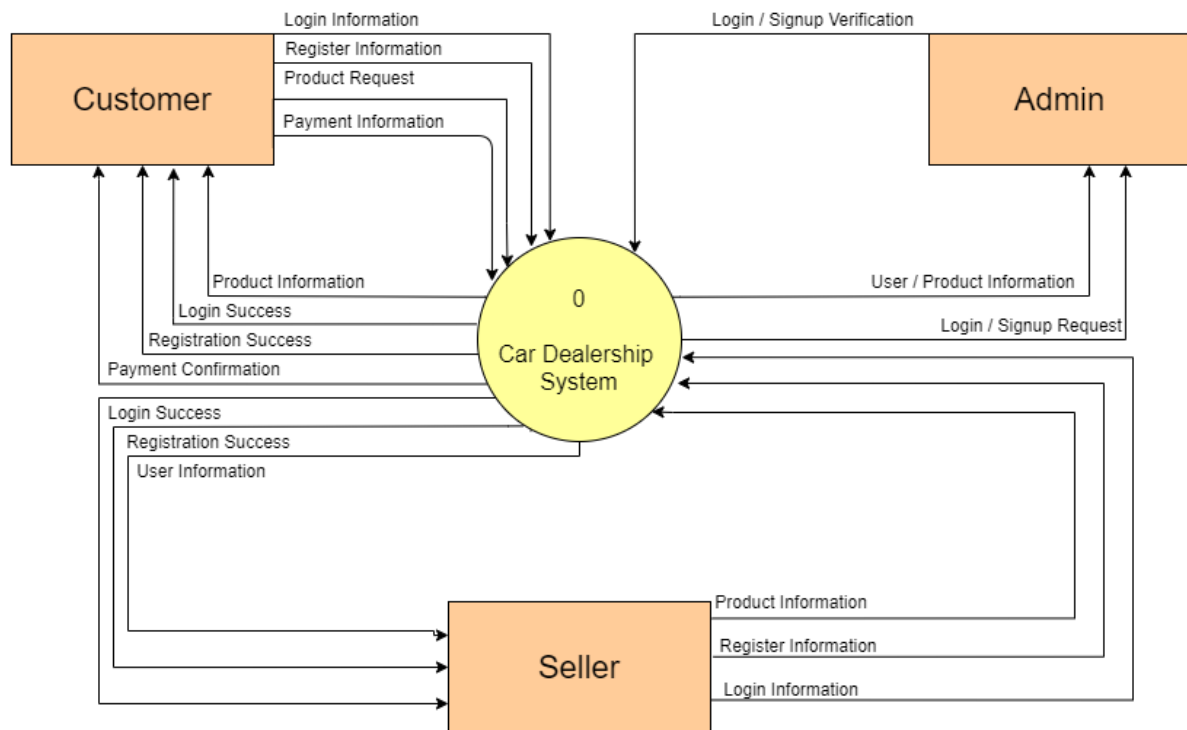 Login Information
Login / Signup Verification
Register Information
Product Request
Customer
Admin
Payment Information
Product Information
User / Product Information
0
Login Success
Login / Signup Request
Registration Success
Car Dealership
System
Payment Confirmation
Login Success
Registration Success
User Information
Product Information
Register Information
Seller
Login Information